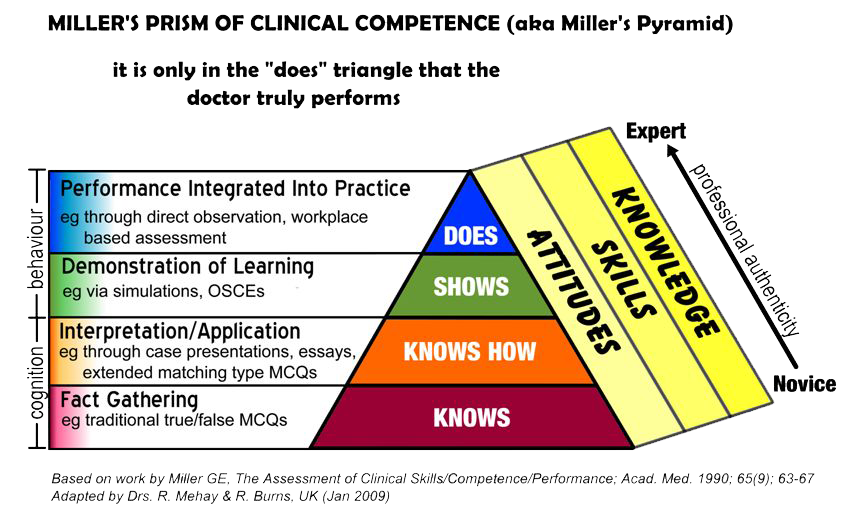 MILLER'S PRISM OF CLINICAL COMPETENCE (aka Miller's Pyramid)
it is only in the "does" triangle that the
doctor truly performs
Expert
professional authenticity
Novice
behaviour
cognition
Performance Integrated Into Practice
eg through direct observation, workplace
based assessment
DOES
Demonstration of Learning
eg via simulations, OSCEs
SHOWS
Interpretation/Application
eg through case presentations, essays,
extended matching type MCQs
KNOWS HOW
Fact Gathering
eg traditional true/false MCQs
KNOWS
ATTITUDES
SKILLS
KNOWLEDGE
Based on work by Miller GE, The Assessment of Clinical Skills/Competence/Performance; Acad. Med. 1990; 65(9); 63-67
Adapted by Drs. R. Mehay & R. Burns, UK (Jan 2009)